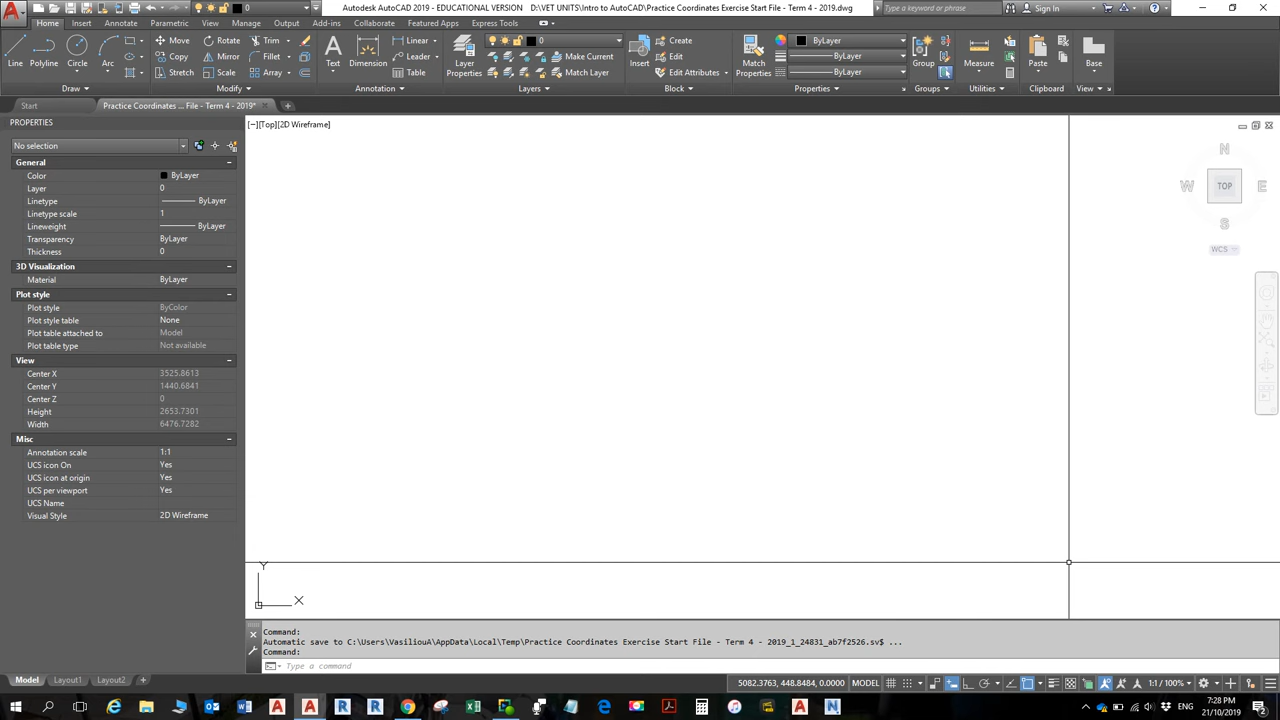 Autodesk AutoCAD 2019 - EDUCATIONAL VERSION D:\VET UNITS\Intro to AutoCAD\Practice Coordinates Exercise Start File - Term 4 - 2019.dwg
0
Type a keyword or phrase
Sign In
Home Insert Annotate Parametric View Manage Output Add-ins Collaborate Featured Apps Express Tools
Line Polyline Circle Arc
Move Rotate Trim
Copy Mirror Fillet
Stretch Scale Array
Text Dimension
Linear
Leader
Table
Layer Properties
0
Make Current
Match Layer
Insert
Create
Edit
Edit Attributes
Match Properties
ByLayer
ByLayer
ByLayer
Group
Measure
Paste
Base
Draw Modify Annotation Layers Block Properties Groups Utilities Clipboard View
Start
Practice Coordinates ... File - Term 4 - 2019*
PROPERTIES
No selection
General
Color ByLayer
Layer 0
Linetype ByLayer
Linetype scale 1
Lineweight ByLayer
Transparency ByLayer
Thickness 0
3D Visualization
Material ByLayer
Plot style
Plot style ByColor
Plot style table None
Plot table attached to Model
Plot table type Not available
View
Center X 3525.8613
Center Y 1440.6841
Center Z 0
Height 2653.7301
Width 6476.7282
Misc
Annotation scale 1:1
UCS icon On Yes
UCS icon at origin Yes
UCS per viewport Yes
UCS Name
Visual Style 2D Wireframe
[−][Top][2D Wireframe]
N
W TOP E
S
WCS
Y
X
Command:
Automatic save to C:\Users\VasiliouA\AppData\Local\Temp\Practice Coordinates Exercise Start File - Term 4 - 2019_1_24831_ab7f2526.sv$ ...
Command:
Type a command
Model Layout1 Layout2
5082.3763, 448.8484, 0.0000 MODEL
1:1 / 100%
7:28 PM
ENG
21/10/2019
2